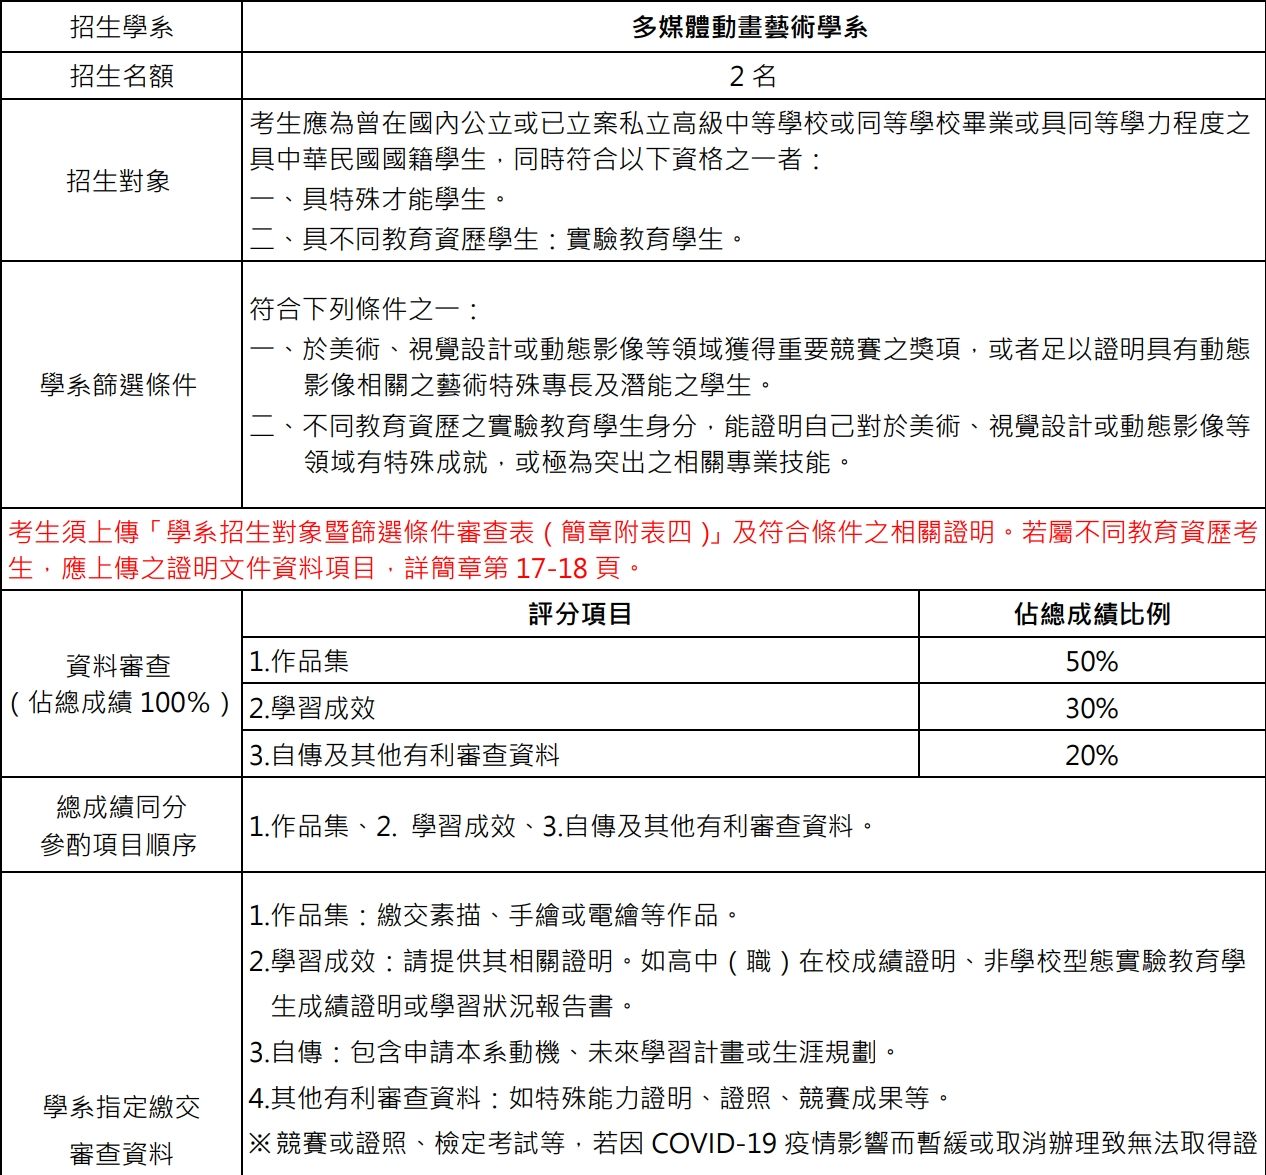 招生學系
多媒體動畫藝術學系
招生名額
2 名
招生對象
考生應為曾在國內公立或已立案私立高級中等學校或同等學校畢業或具同等學力程度之
具中華民國國籍學生，同時符合以下資格之一者：
一、具特殊才能學生。
二、具不同教育資歷學生：實驗教育學生。
學系篩選條件
符合下列條件之一：
一、於美術、視覺設計或動態影像等領域獲得重要競賽之獎項，或者足以證明具有動態
影像相關之藝術特殊專長及潛能之學生。
二、不同教育資歷之實驗教育學生身分，能證明自己對於美術、視覺設計或動態影像等
領域有特殊成就，或極為突出之相關專業技能。
考生須上傳「學系招生對象暨篩選條件審查表（簡章附表四）」及符合條件之相關證明。若屬不同教育資歷考
生，應上傳之證明文件資料項目，詳簡章第 17-18 頁。
資料審查
（佔總成績 100%）
評分項目
佔總成績比例
1.作品集
50%
2.學習成效
30%
3.自傳及其他有利審查資料
20%
總成績同分
參酌項目順序
1.作品集、2. 學習成效、3.自傳及其他有利審查資料。
學系指定繳交
審查資料
1.作品集：繳交素描、手繪或電繪等作品。
2.學習成效：請提供其相關證明。如高中（職）在校成績證明、非學校型態實驗教育學
生成績證明或學習狀況報告書。
3.自傳：包含申請本系動機、未來學習計畫或生涯規劃。
4.其他有利審查資料：如特殊能力證明、證照、競賽成果等。
※競賽或證照、檢定考試等，若因 COVID-19 疫情影響而暫緩或取消辦理致無法取得證